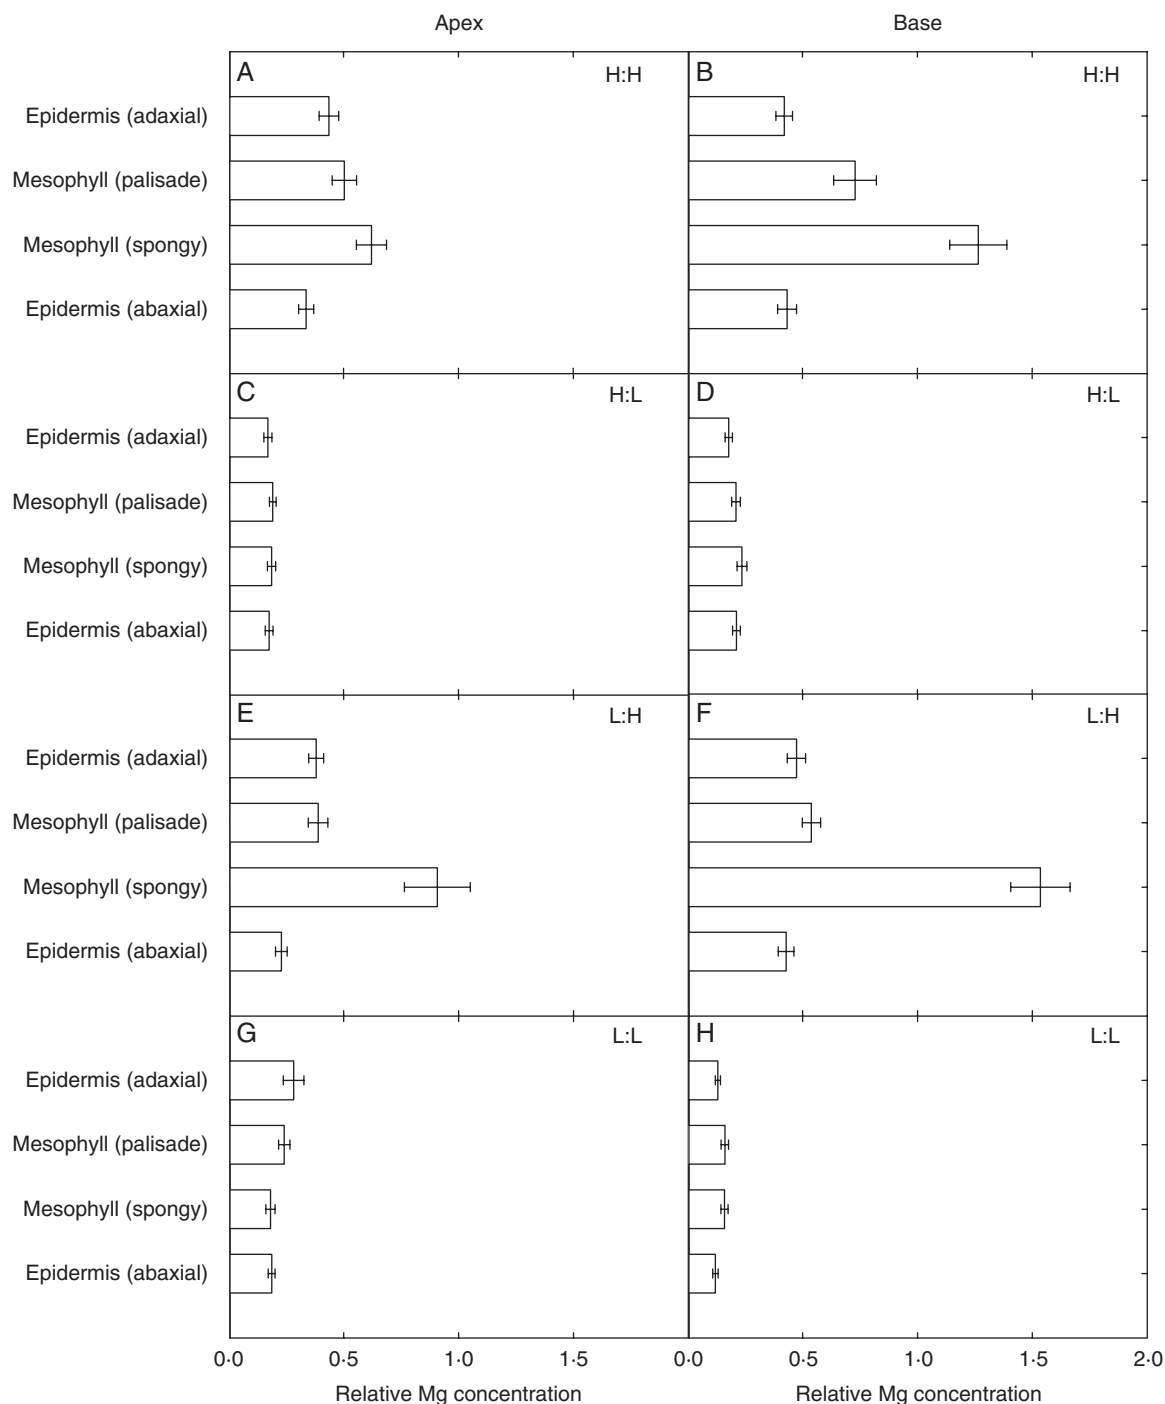 Apex Base
A H:H B H:H
Epidermis (adaxial)
Mesophyll (palisade)
Mesophyll (spongy)
Epidermis (abaxial)
C H:L D H:L
Epidermis (adaxial)
Mesophyll (palisade)
Mesophyll (spongy)
Epidermis (abaxial)
E L:H F L:H
Epidermis (adaxial)
Mesophyll (palisade)
Mesophyll (spongy)
Epidermis (abaxial)
G L:L H L:L
Epidermis (adaxial)
Mesophyll (palisade)
Mesophyll (spongy)
Epidermis (abaxial)
0·0 0·5 1·0 1·5 0·0 0·5 1·0 1·5 2·0
Relative Mg concentration Relative Mg concentration